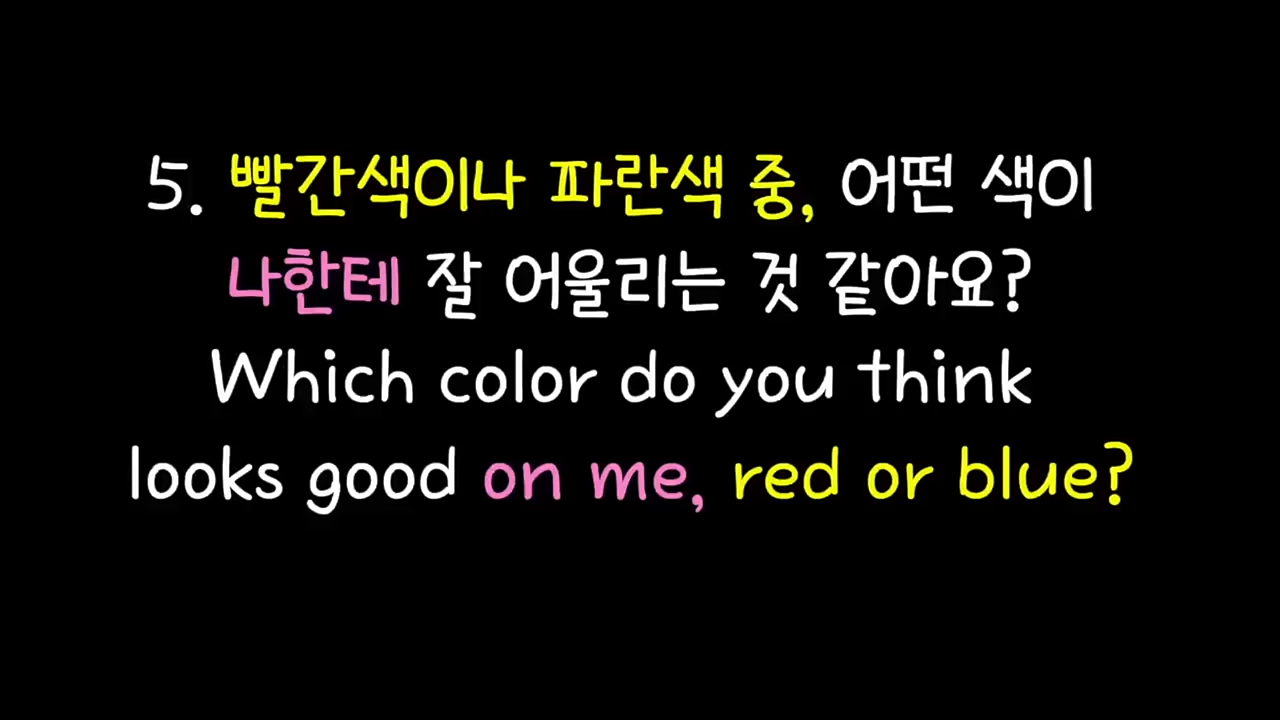 5. 빨간색이나 파란색 중, 어떤 색이
나한테 잘 어울리는 것 같아요?
Which color do you think
looks good on me, red or blue?